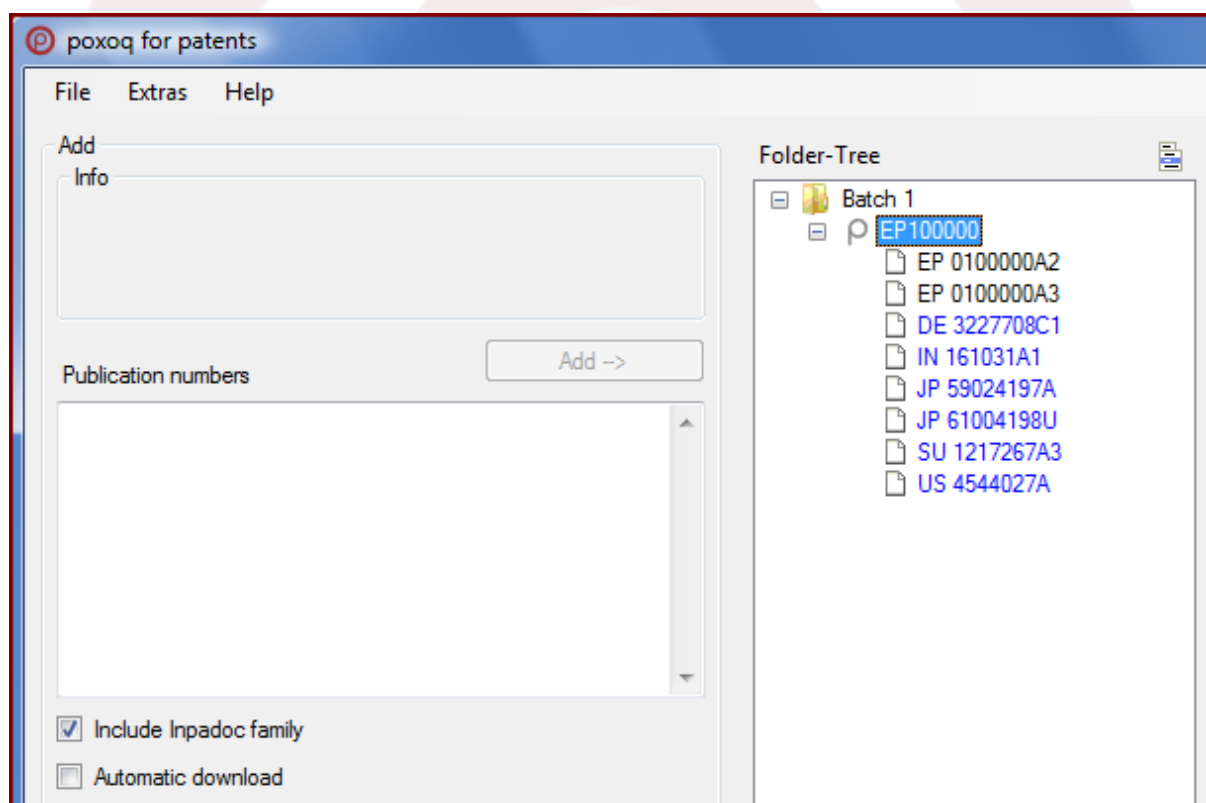 poxoq for patents
File Extras Help
Add
Info
Add -->
Publication numbers
Include Inpadoc family
Automatic download
Folder-Tree
Batch 1
EP100000
EP 0100000A2
EP 0100000A3
DE 3227708C1
IN 161031A1
JP 59024197A
JP 61004198U
SU 1217267A3
US 4544027A